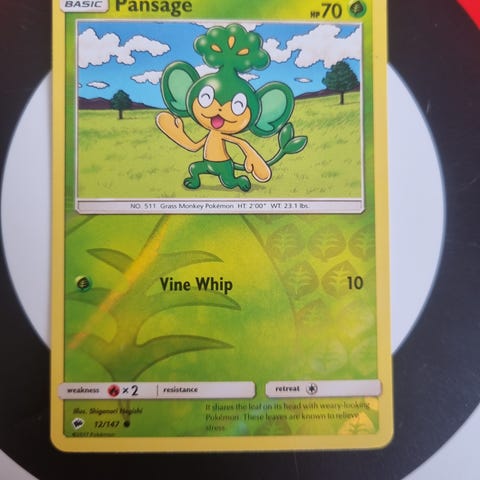 BASIC Pansage HP 70
NO. 511 Grass Monkey Pokémon HT: 2'00" WT: 23.1 lbs.
Vine Whip 10
weakness ×2 resistance retreat
Illus. Shigenori Negishi
12/147
©2017 Pokémon
It shares the leaf on its head with weary-looking
Pokémon. These leaves are known to relieve
stress.